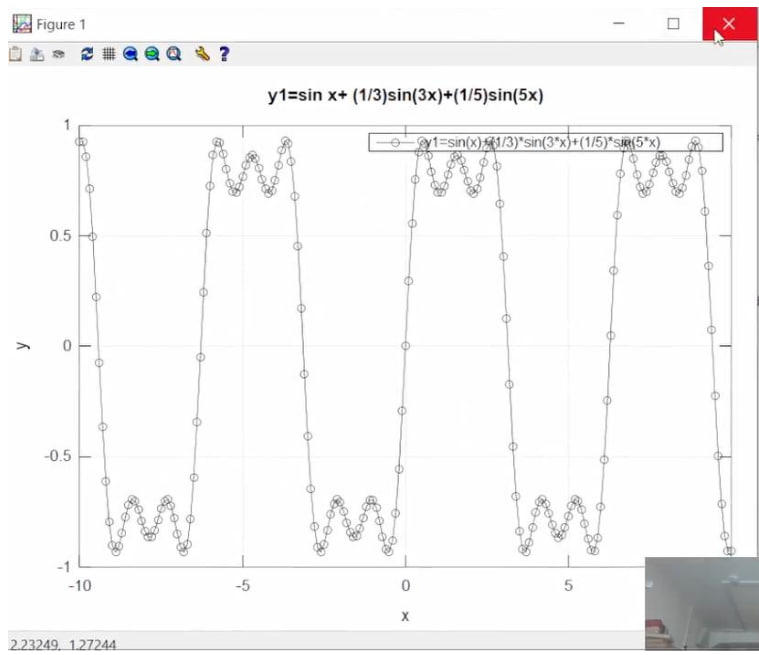 Figure 1
y1=sin x+ (1/3)sin(3x)+(1/5)sin(5x)
y1=sin(x)+(1/3)*sin(3*x)+(1/5)*sin(5*x)
1
0.5
0
-0.5
-1
y
-10
-5
0
5
x
2.23249, 1.27244